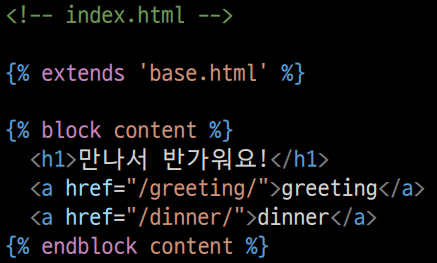 <!-- index.html -->
{% extends 'base.html' %}
{% block content %}
<h1>만나서 반가워요!</h1>
<a href="/greeting/">greeting</a>
<a href="/dinner/">dinner</a>
{% endblock content %}